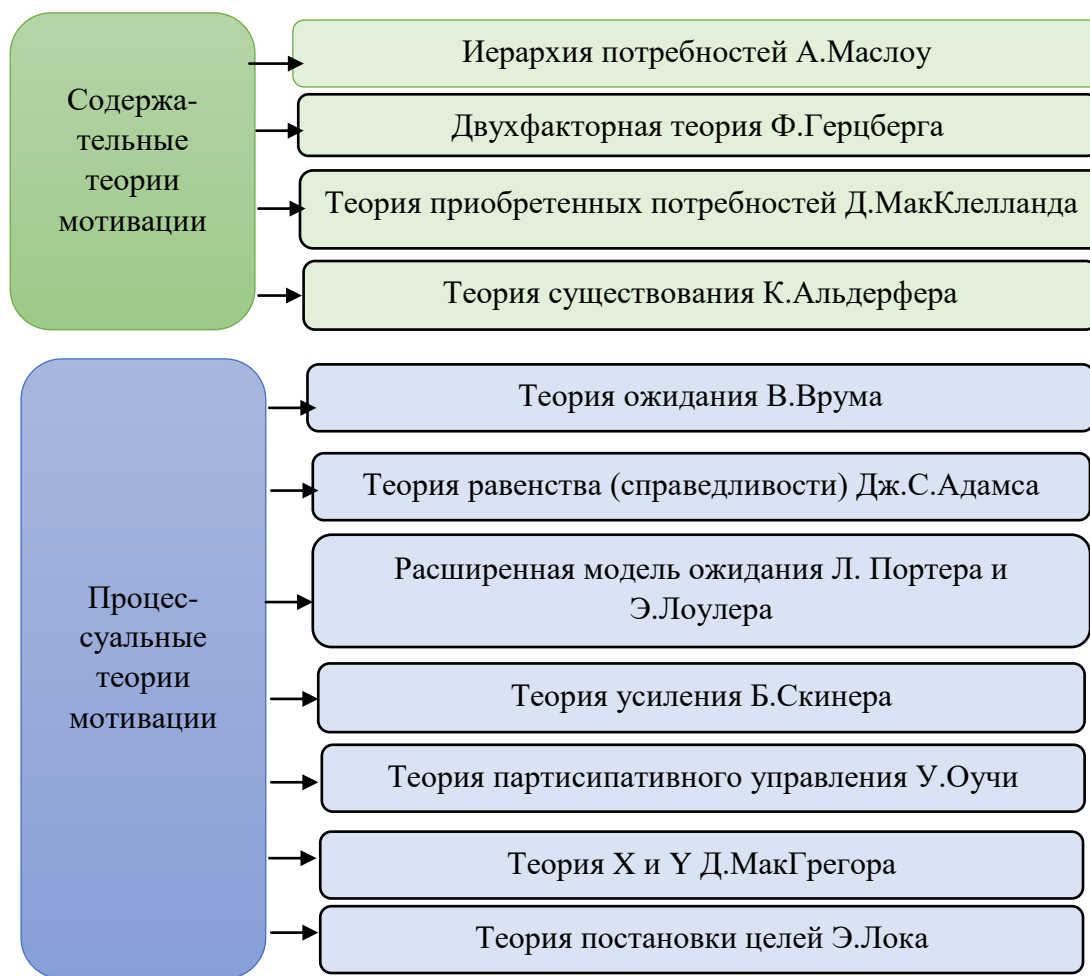 Содержа-
тельные
теории
мотивации
Иерархия потребностей А.Маслоу
Двухфакторная теория Ф.Герцберга
Теория приобретенных потребностей Д.МакКлелланда
Теория существования К.Альдерфера
Процес-
суальные
теории
мотивации
Теория ожидания В.Врума
Теория равенства (справедливости) Дж.С.Адамса
Расширенная модель ожидания Л. Портера и
Э.Лоулера
Теория усиления Б.Скинера
Теория партисипативного управления У.Оучи
Теория X и Y Д.МакГрегора
Теория постановки целей Э.Лока